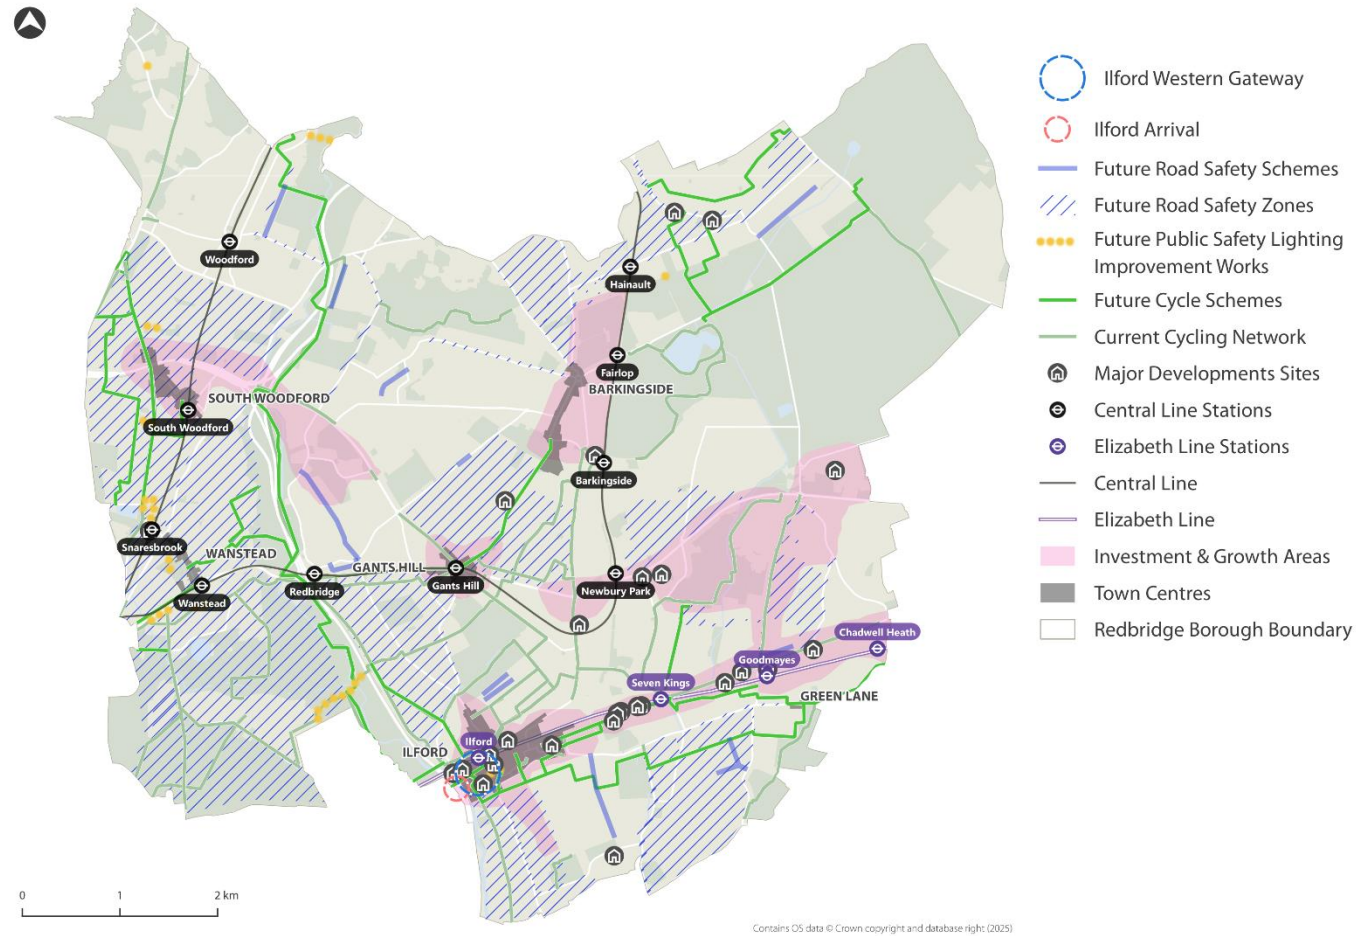 Ilford Western Gateway
Ilford Arrival
Future Road Safety Schemes
Future Road Safety Zones
Future Public Safety Lighting
Improvement Works
Future Cycle Schemes
Current Cycling Network
Major Developments Sites
Central Line Stations
Elizabeth Line Stations
Central Line
Elizabeth Line
Investment & Growth Areas
Town Centres
Redbridge Borough Boundary
Woodford
Hainault
Fairlop
BARKINGSIDE
SOUTH WOODFORD
South Woodford
Barkingside
Snaresbrook
WANSTEAD
GANTS HILL
Gants Hill
Redbridge
Newbury Park
Wanstead
Chadwell Heath
Goodmayes
Seven Kings
GREEN LANE
Ilford
ILFORD
0 1 2 km
Contains OS data © Crown copyright and database right (2025)